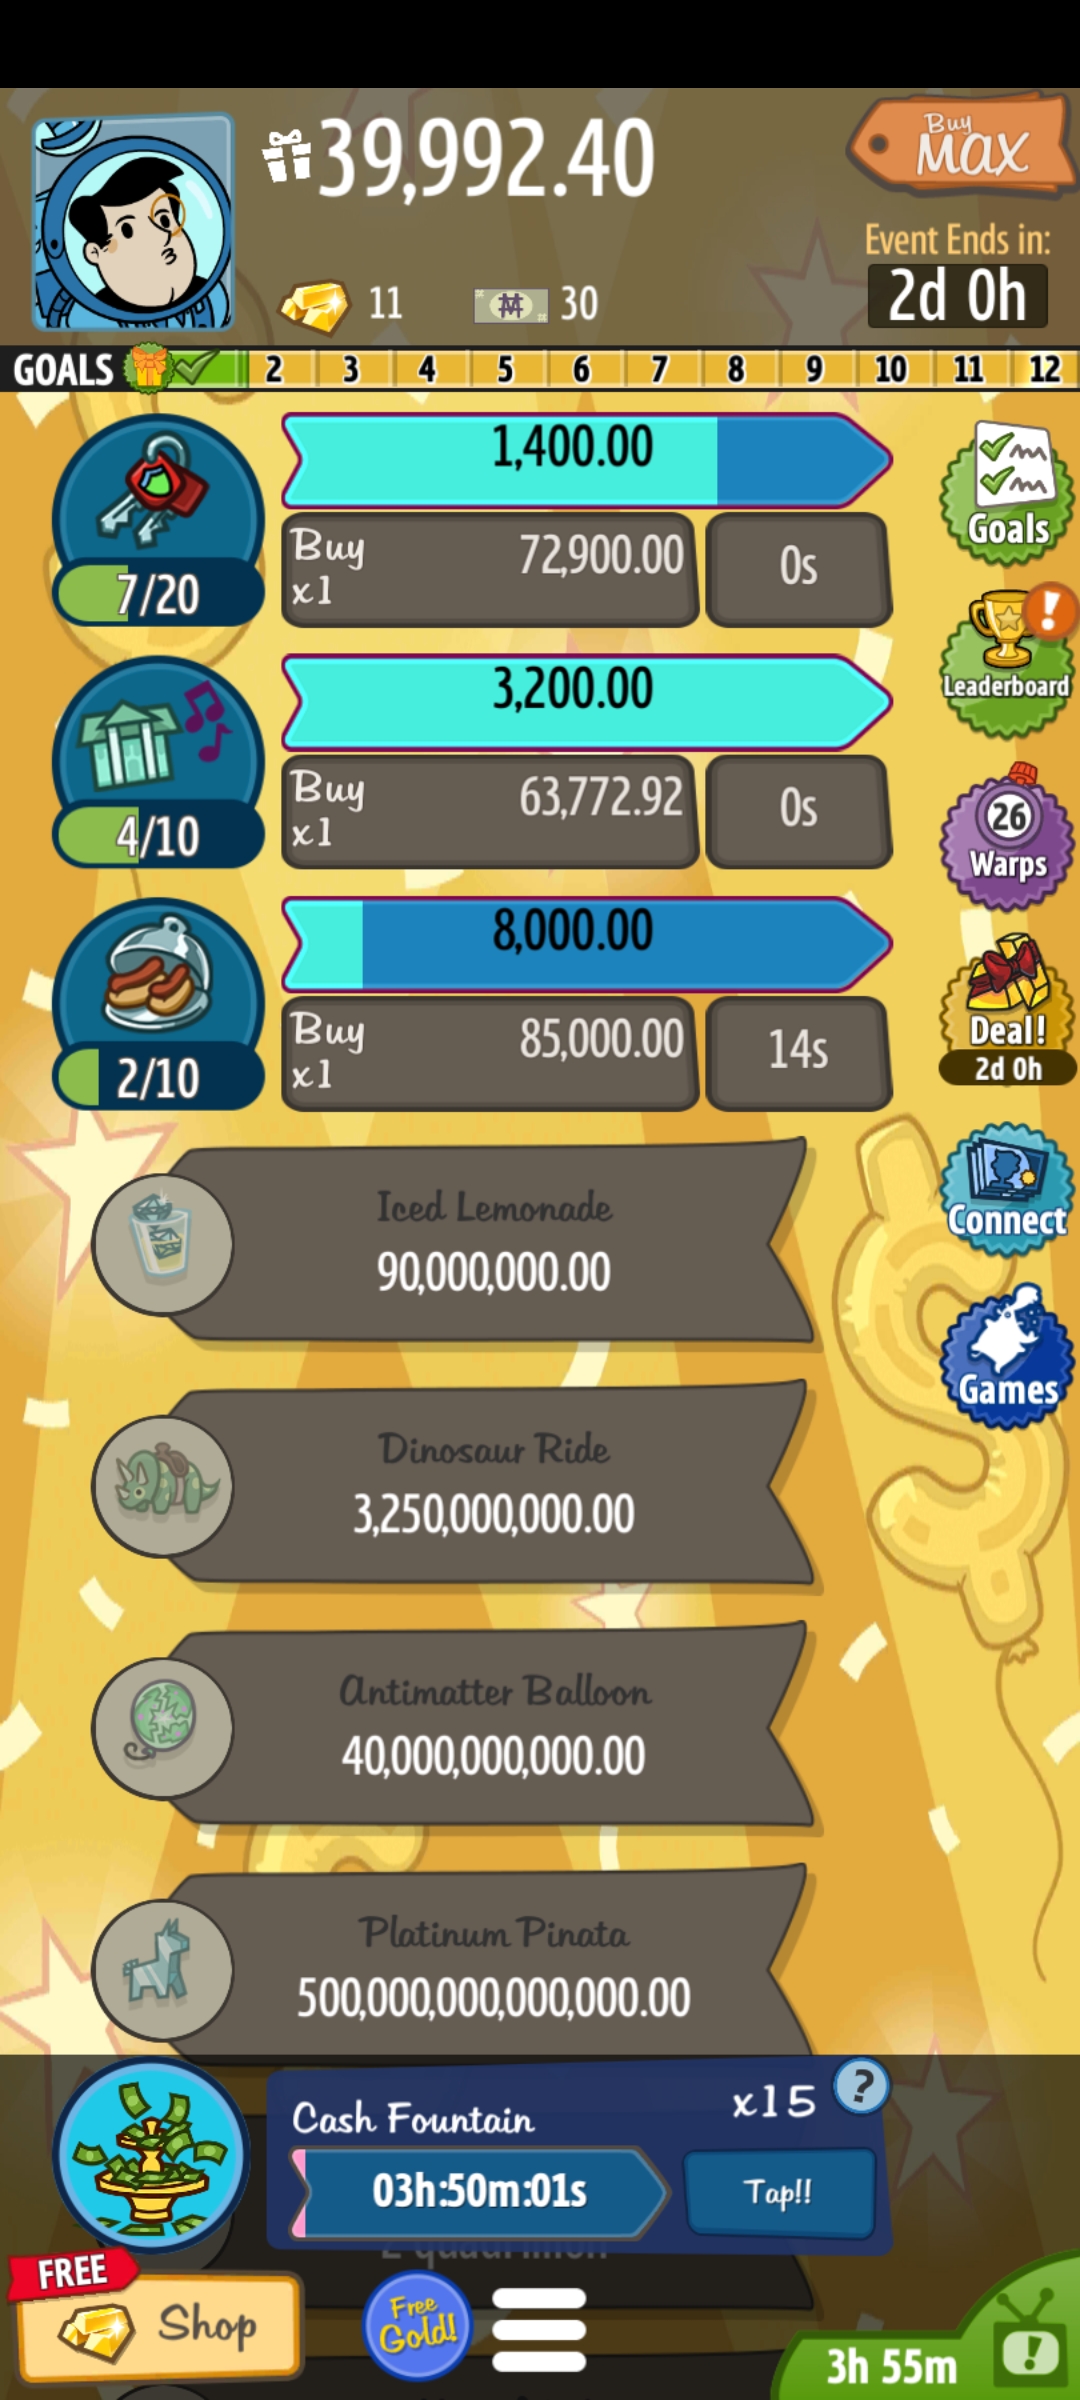 39,992.40
Buy
MAX
11
30
Event Ends in:
2d 0h
GOALS 2 3 4 5 6 7 8 9 10 11 12
1,400.00
Buy
x1
72,900.00
0s
7/20
Goals
3,200.00
Buy
x1
63,772.92
0s
4/10
Leaderboard
26
Warps
8,000.00
Buy
x1
85,000.00
14s
2/10
Deal!
2d 0h
Iced Lemonade
90,000,000.00
Connect
Dinosaur Ride
3,250,000,000.00
Games
Antimatter Balloon
40,000,000,000.00
Platinum Pinata
500,000,000,000,000.00
Cash Fountain
x15
?
03h:50m:01s
Tap!!
FREE
Shop
Free
Gold!
3h 55m